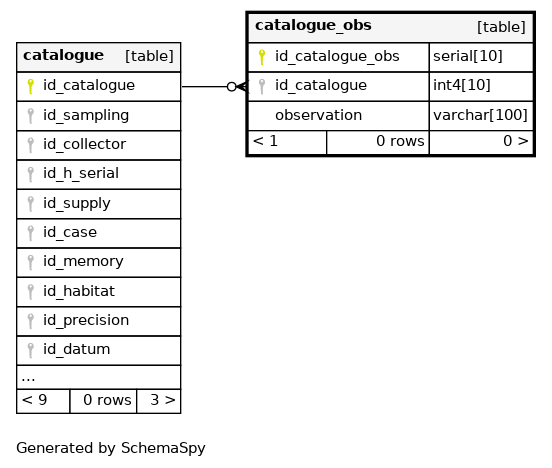 catalogue [table]
id_catalogue
id_sampling
id_collector
id_h_serial
id_supply
id_case
id_memory
id_habitat
id_precision
id_datum
...
< 9 0 rows 3 >
catalogue_obs [table]
id_catalogue_obs serial[10]
id_catalogue int4[10]
observation varchar[100]
< 1 0 rows 0 >
Generated by SchemaSpy